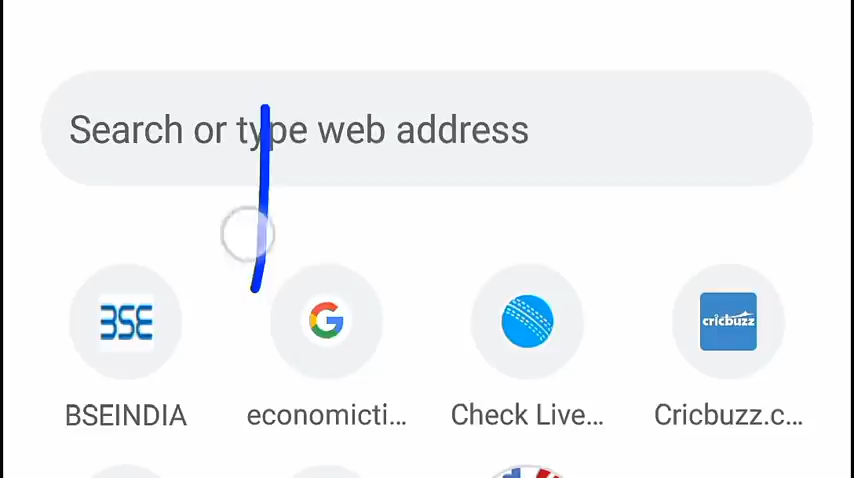 Search or type web address
BSE
cricbuzz
BSEINDIA economicti... Check Live... Cricbuzz.c...